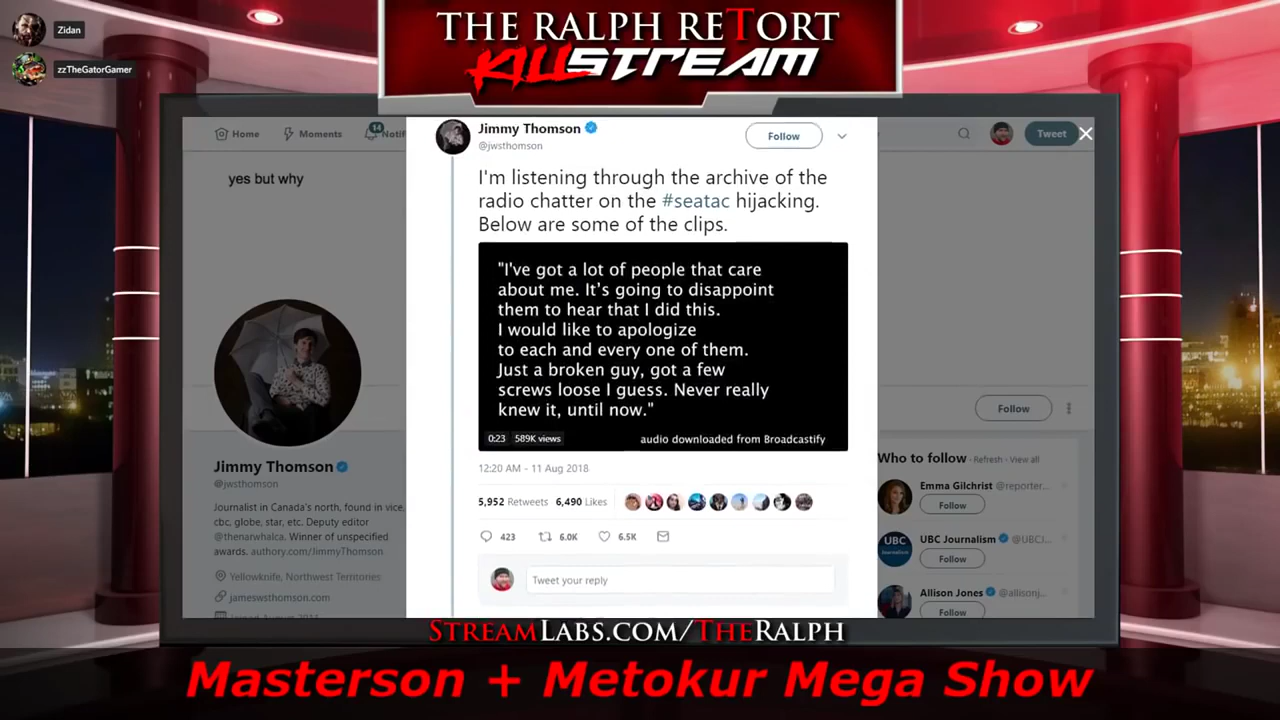 Zidan
zzTheGatorGamer
THE RALPH RETORT
KILLSTREAM
Home
Moments
14
Notif
Tweet
yes but why
Jimmy Thomson
@jwsthomson
Follow
I'm listening through the archive of the
radio chatter on the #seatac hijacking.
Below are some of the clips.
"I've got a lot of people that care
about me. It's going to disappoint
them to hear that I did this.
I would like to apologize
to each and every one of them.
Just a broken guy, got a few
screws loose I guess. Never really
knew it, until now."
0:23 589K views
audio downloaded from Broadcastify
12:20 AM - 11 Aug 2018
5,952 Retweets 6,490 Likes
423 6.0K 6.5K
Tweet your reply
Jimmy Thomson
@jwsthomson
Journalist in Canada's north, found in vice,
cbc, globe, star, etc. Deputy editor
@thenarwhalca. Winner of unspecified
awards. authory.com/JimmyThomson
Yellowknife, Northwest Territories
jameswsthomson.com
Follow
Who to follow · Refresh · View all
Emma Gilchrist @reporter...
Follow
UBC
Journalism
UBC Journalism @UBCJ...
Follow
Allison Jones @allisonj...
Follow
STREAMLABS.COM/THERALPH
Masterson + Metokur Mega Show